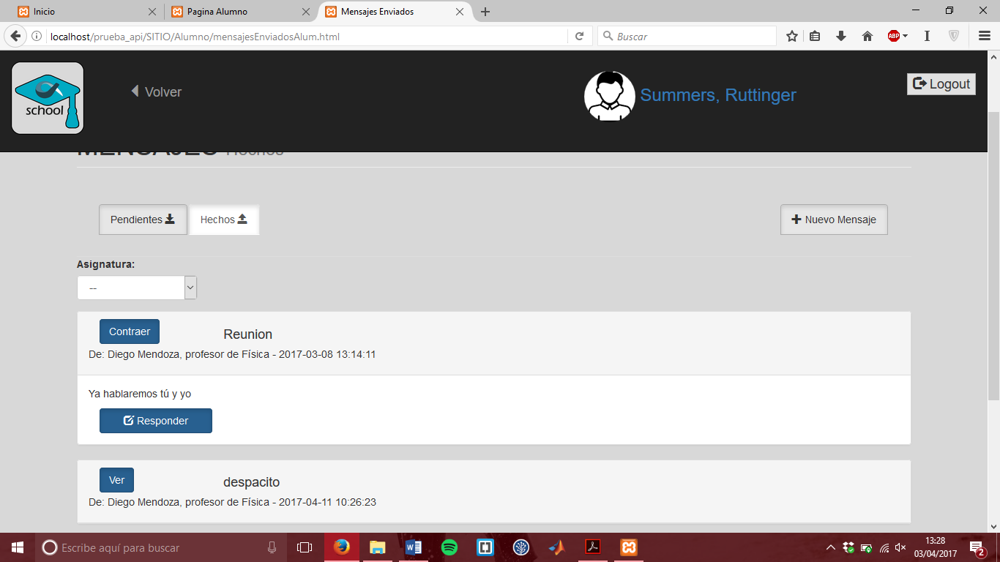 Inicio
Pagina Alumno
Mensajes Enviados
localhost/prueba_api/SITIO/Alumno/mensajesEnviadosAlum.html
Buscar
ABP
school
Volver
Summers, Ruttinger
Logout
MENSAJES Hechos
Pendientes
Hechos
Nuevo Mensaje
Asignatura:
--
Contraer
Reunion
De: Diego Mendoza, profesor de Física - 2017-03-08 13:14:11
Ya hablaremos tú y yo
Responder
Ver
despacito
De: Diego Mendoza, profesor de Física - 2017-04-11 10:26:23
Escribe aquí para buscar
13:28
03/04/2017
2